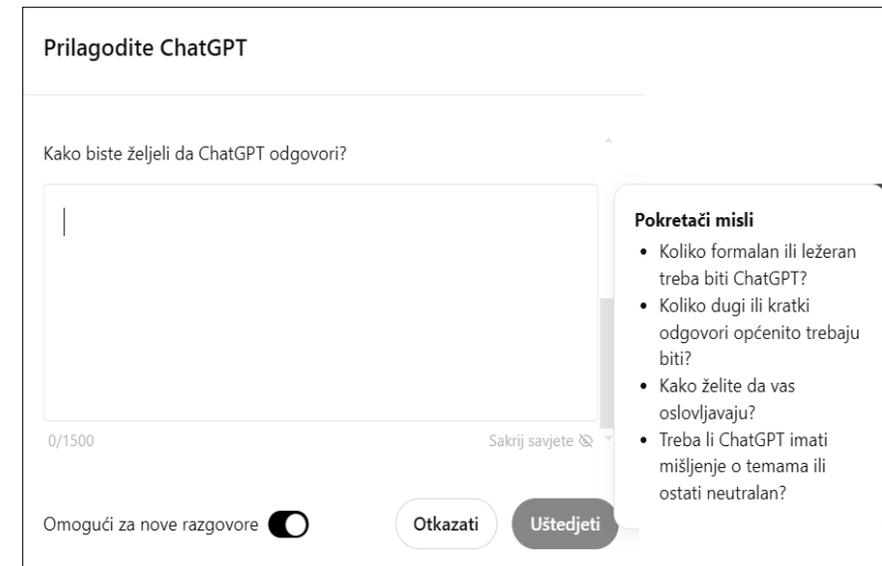 Prilagodite ChatGPT
Kako biste željeli da ChatGPT odgovori?
0/1500
Sakrij savjete
Omogući za nove razgovore
Otkazati
Uštedjeti
Pokretači misli
• Koliko formalan ili ležeran
treba biti ChatGPT?
• Koliko dugi ili kratki
odgovori općenito trebaju
biti?
• Kako želite da vas
oslovljavaju?
• Treba li ChatGPT imati
mišljenje o temama ili
ostati neutralan?